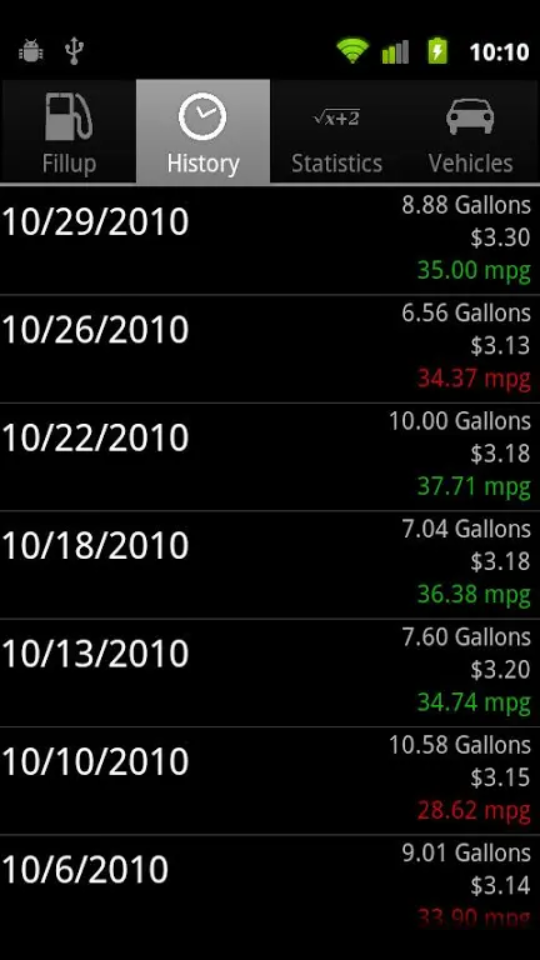 10:10
Fillup History √x+2 Statistics Vehicles
10/29/2010
8.88 Gallons
$3.30
35.00 mpg
10/26/2010
6.56 Gallons
$3.13
34.37 mpg
10/22/2010
10.00 Gallons
$3.18
37.71 mpg
10/18/2010
7.04 Gallons
$3.18
36.38 mpg
10/13/2010
7.60 Gallons
$3.20
34.74 mpg
10/10/2010
10.58 Gallons
$3.15
28.62 mpg
10/6/2010
9.01 Gallons
$3.14
33.90 mpg